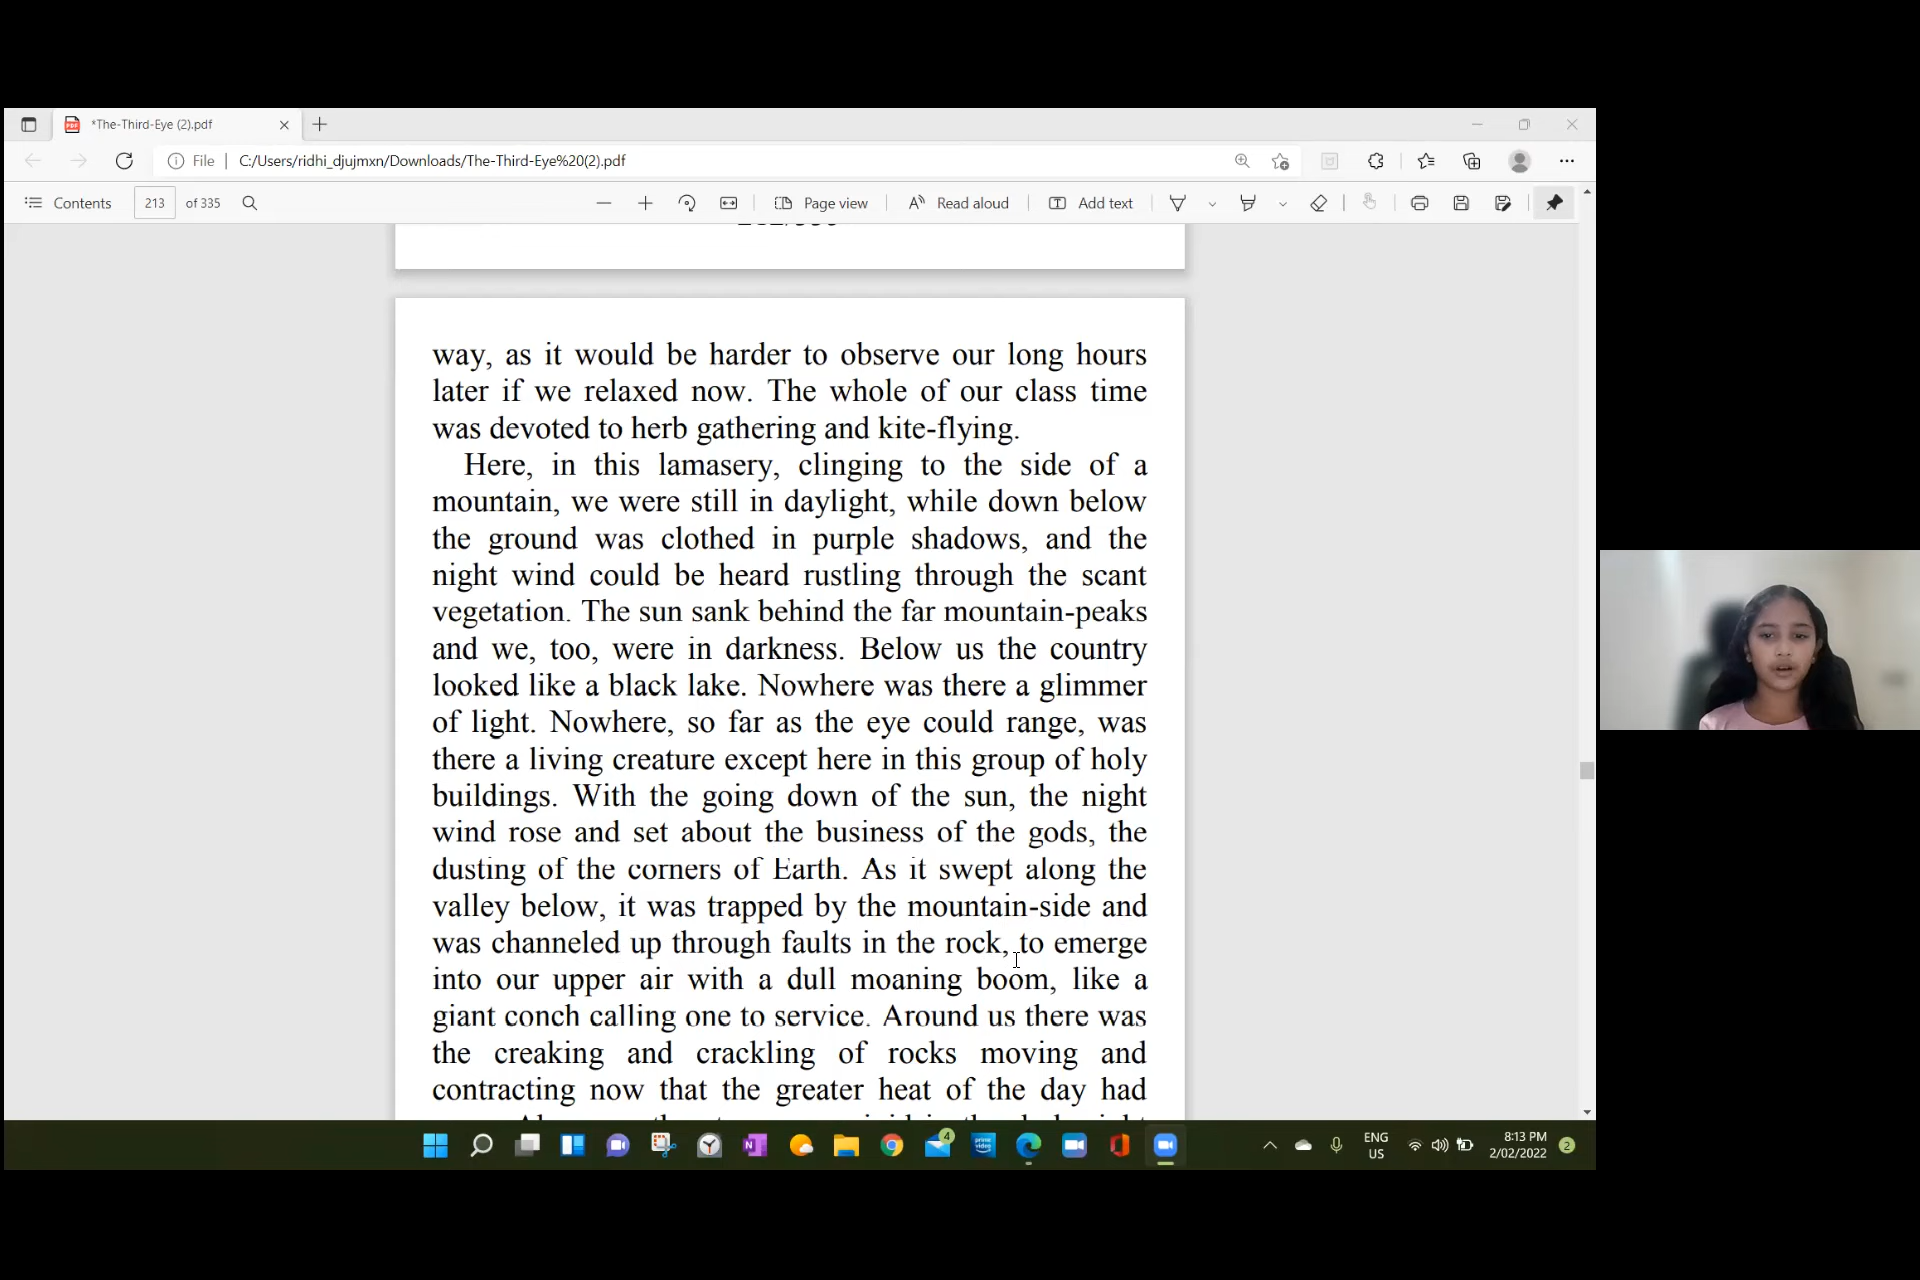 *The-Third-Eye (2).pdf
File
C:/Users/ridhi_djujmxn/Downloads/The-Third-Eye%20(2).pdf
Contents
213
of 335
Page view
Read aloud
Add text
way, as it would be harder to observe our long hours
later if we relaxed now. The whole of our class time
was devoted to herb gathering and kite-flying.
Here, in this lamasery, clinging to the side of a
mountain, we were still in daylight, while down below
the ground was clothed in purple shadows, and the
night wind could be heard rustling through the scant
vegetation. The sun sank behind the far mountain-peaks
and we, too, were in darkness. Below us the country
looked like a black lake. Nowhere was there a glimmer
of light. Nowhere, so far as the eye could range, was
there a living creature except here in this group of holy
buildings. With the going down of the sun, the night
wind rose and set about the business of the gods, the
dusting of the corners of Earth. As it swept along the
valley below, it was trapped by the mountain-side and
was channeled up through faults in the rock, to emerge
into our upper air with a dull moaning boom, like a
giant conch calling one to service. Around us there was
the creaking and crackling of rocks moving and
contracting now that the greater heat of the day had
4
prime video
ENG
US
8:13 PM
2/02/2022
2